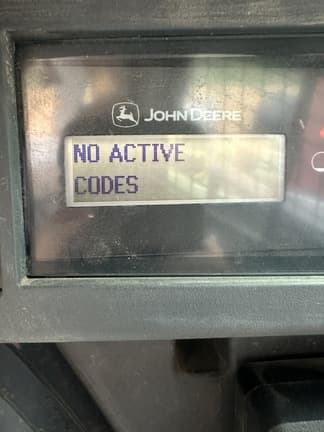 JOHN DEERE
NO ACTIVE
CODES